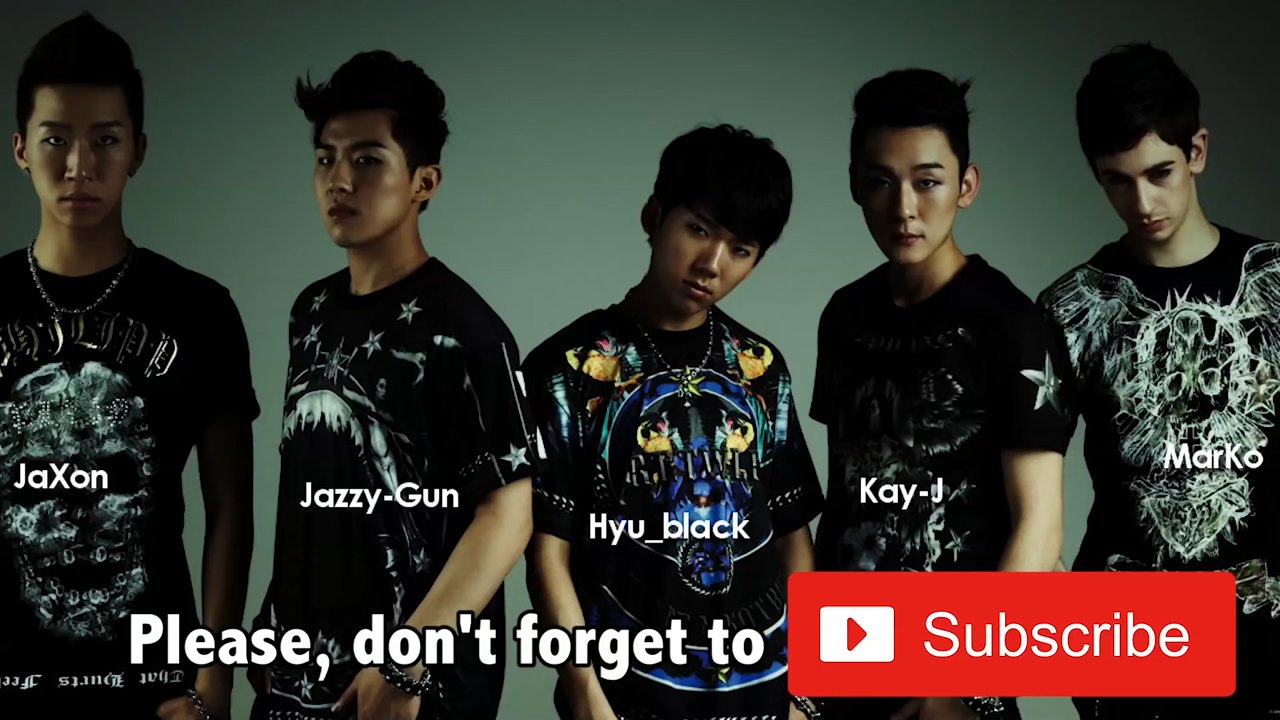 JaXon
Jazzy-Gun
Hyu_black
Kay-J
MarKo
Please, don't forget to
Subscribe